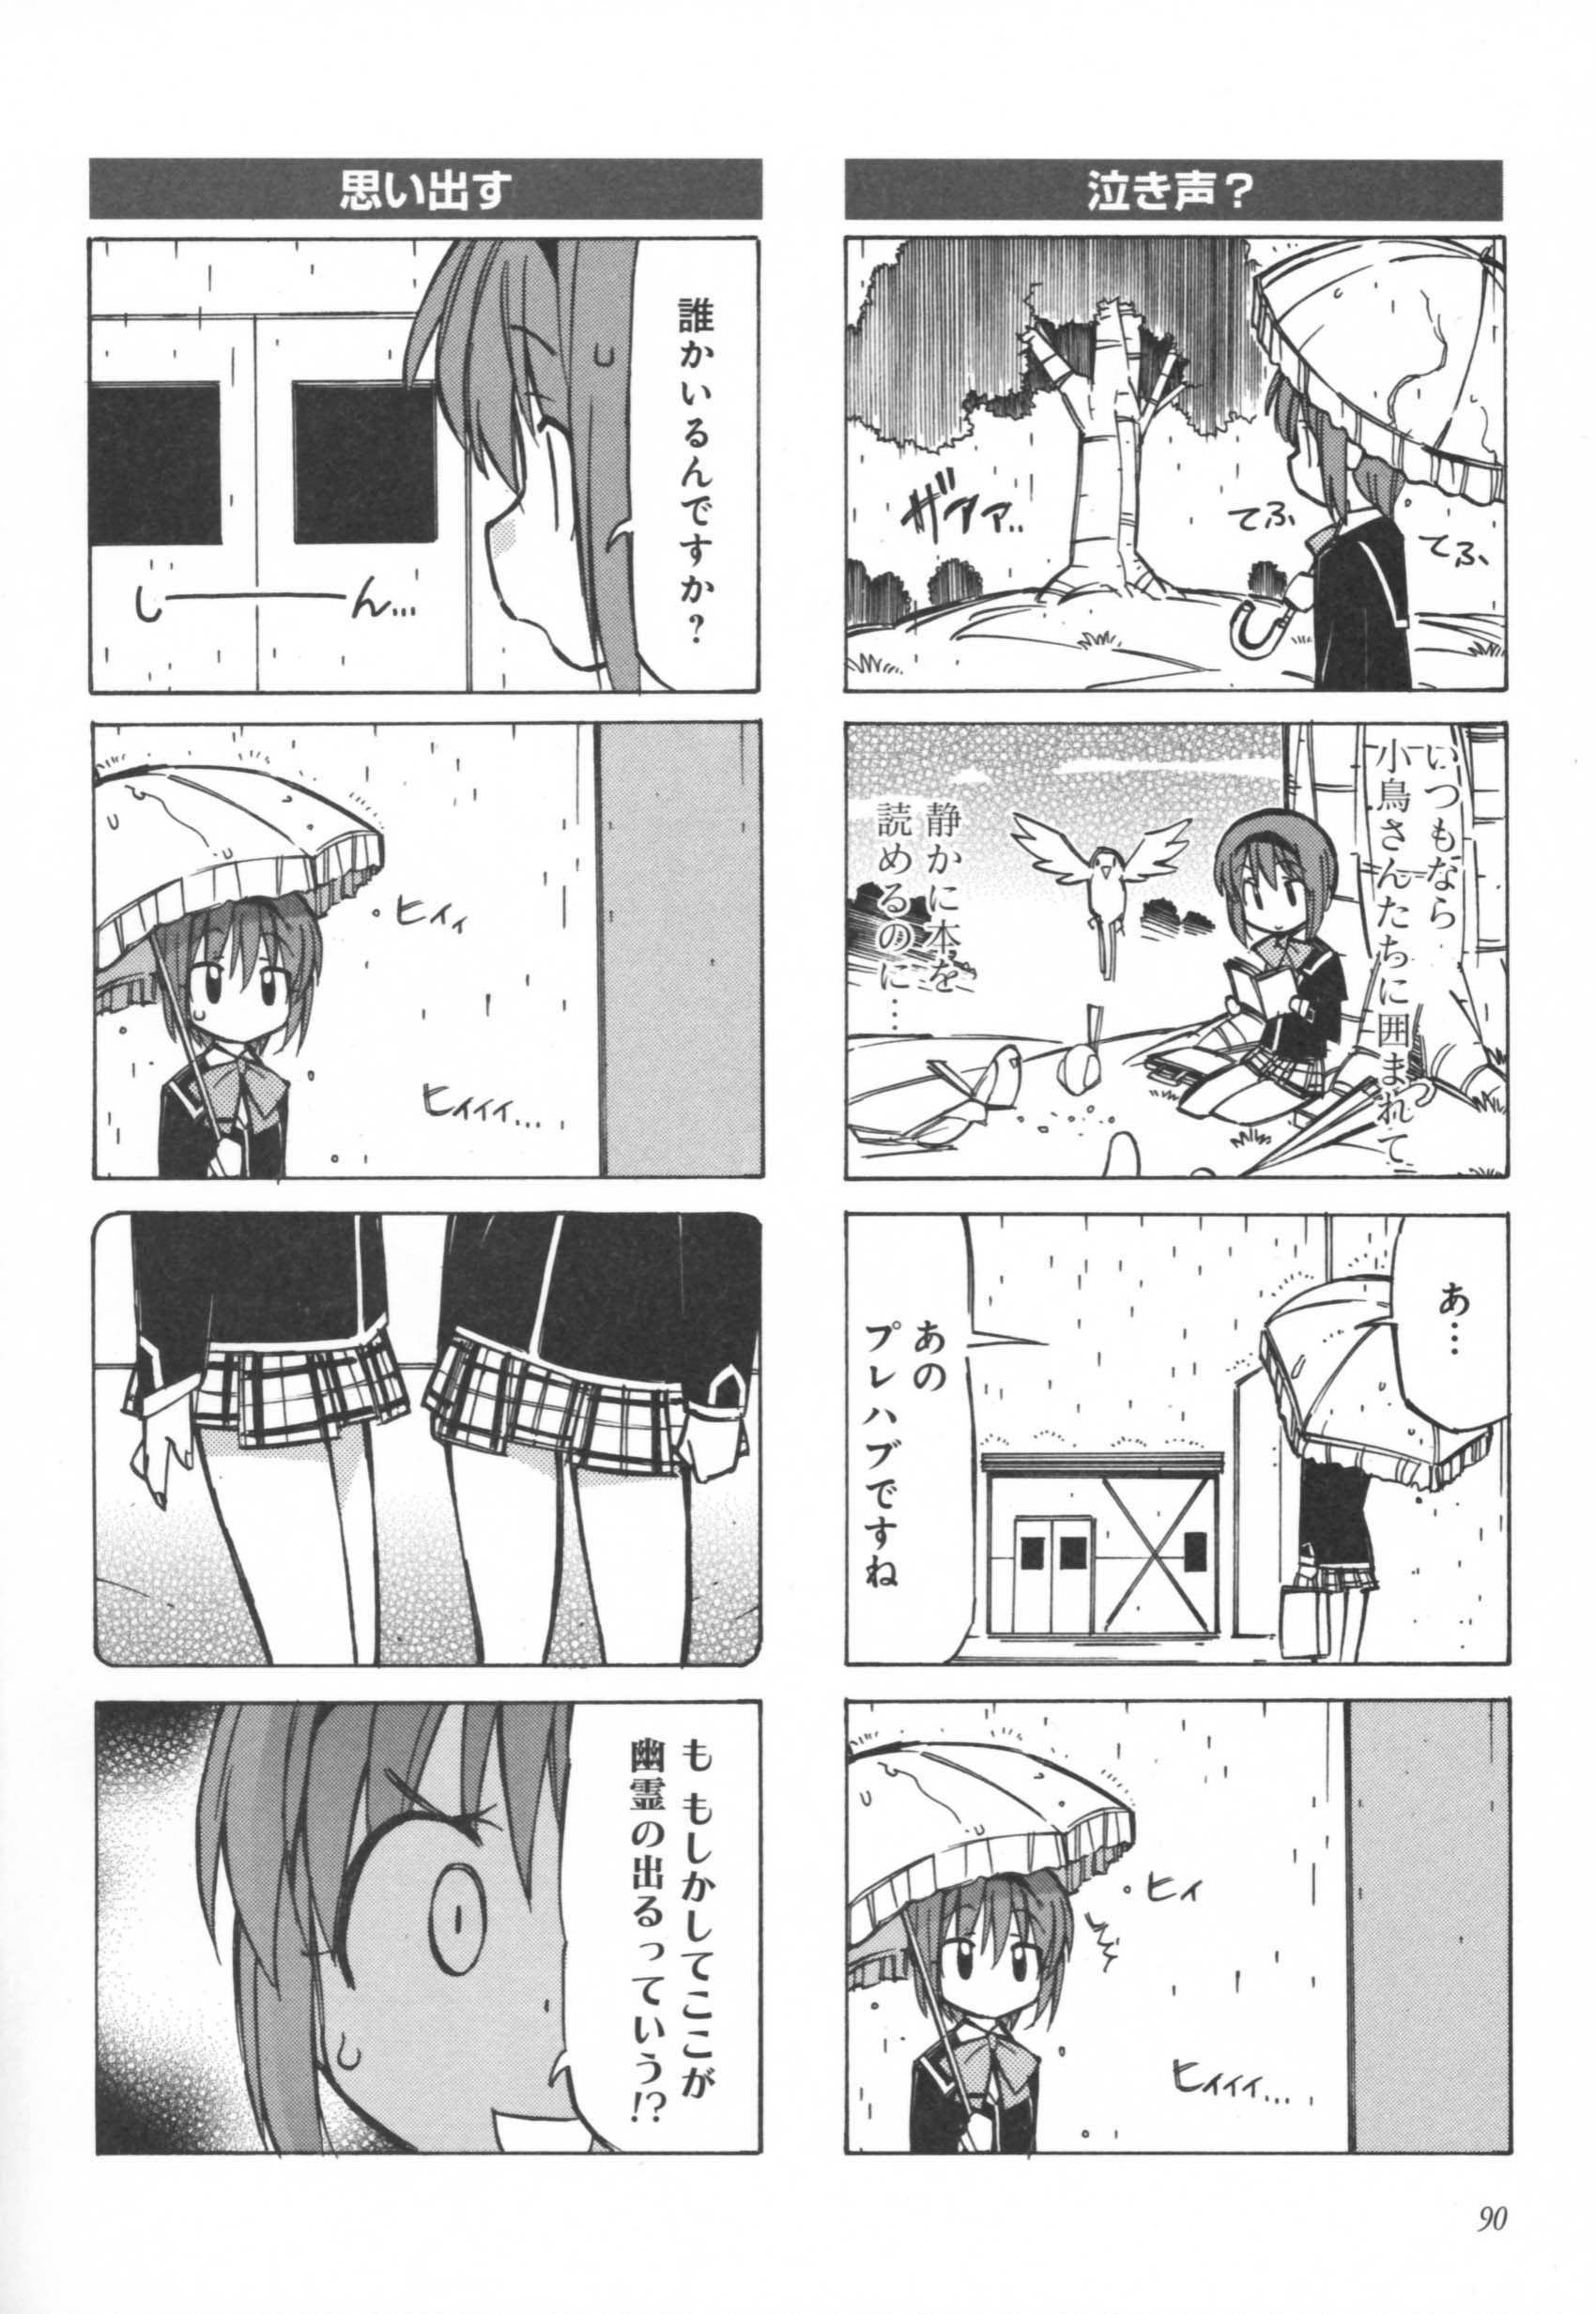 泣き声？
ザアァ..
てふ、
てふ、
いつもなら
小鳥さんたちに囲まれて
静かに本を
読めるのに…
あ…
あの
プレハブですね
ヒィ
ヒィィィ…
思い出す
誰かいるんですか？
しーーん…
ヒィィ
ヒィィィ…
も もしかしてここが
幽霊の出るっていう!?
90